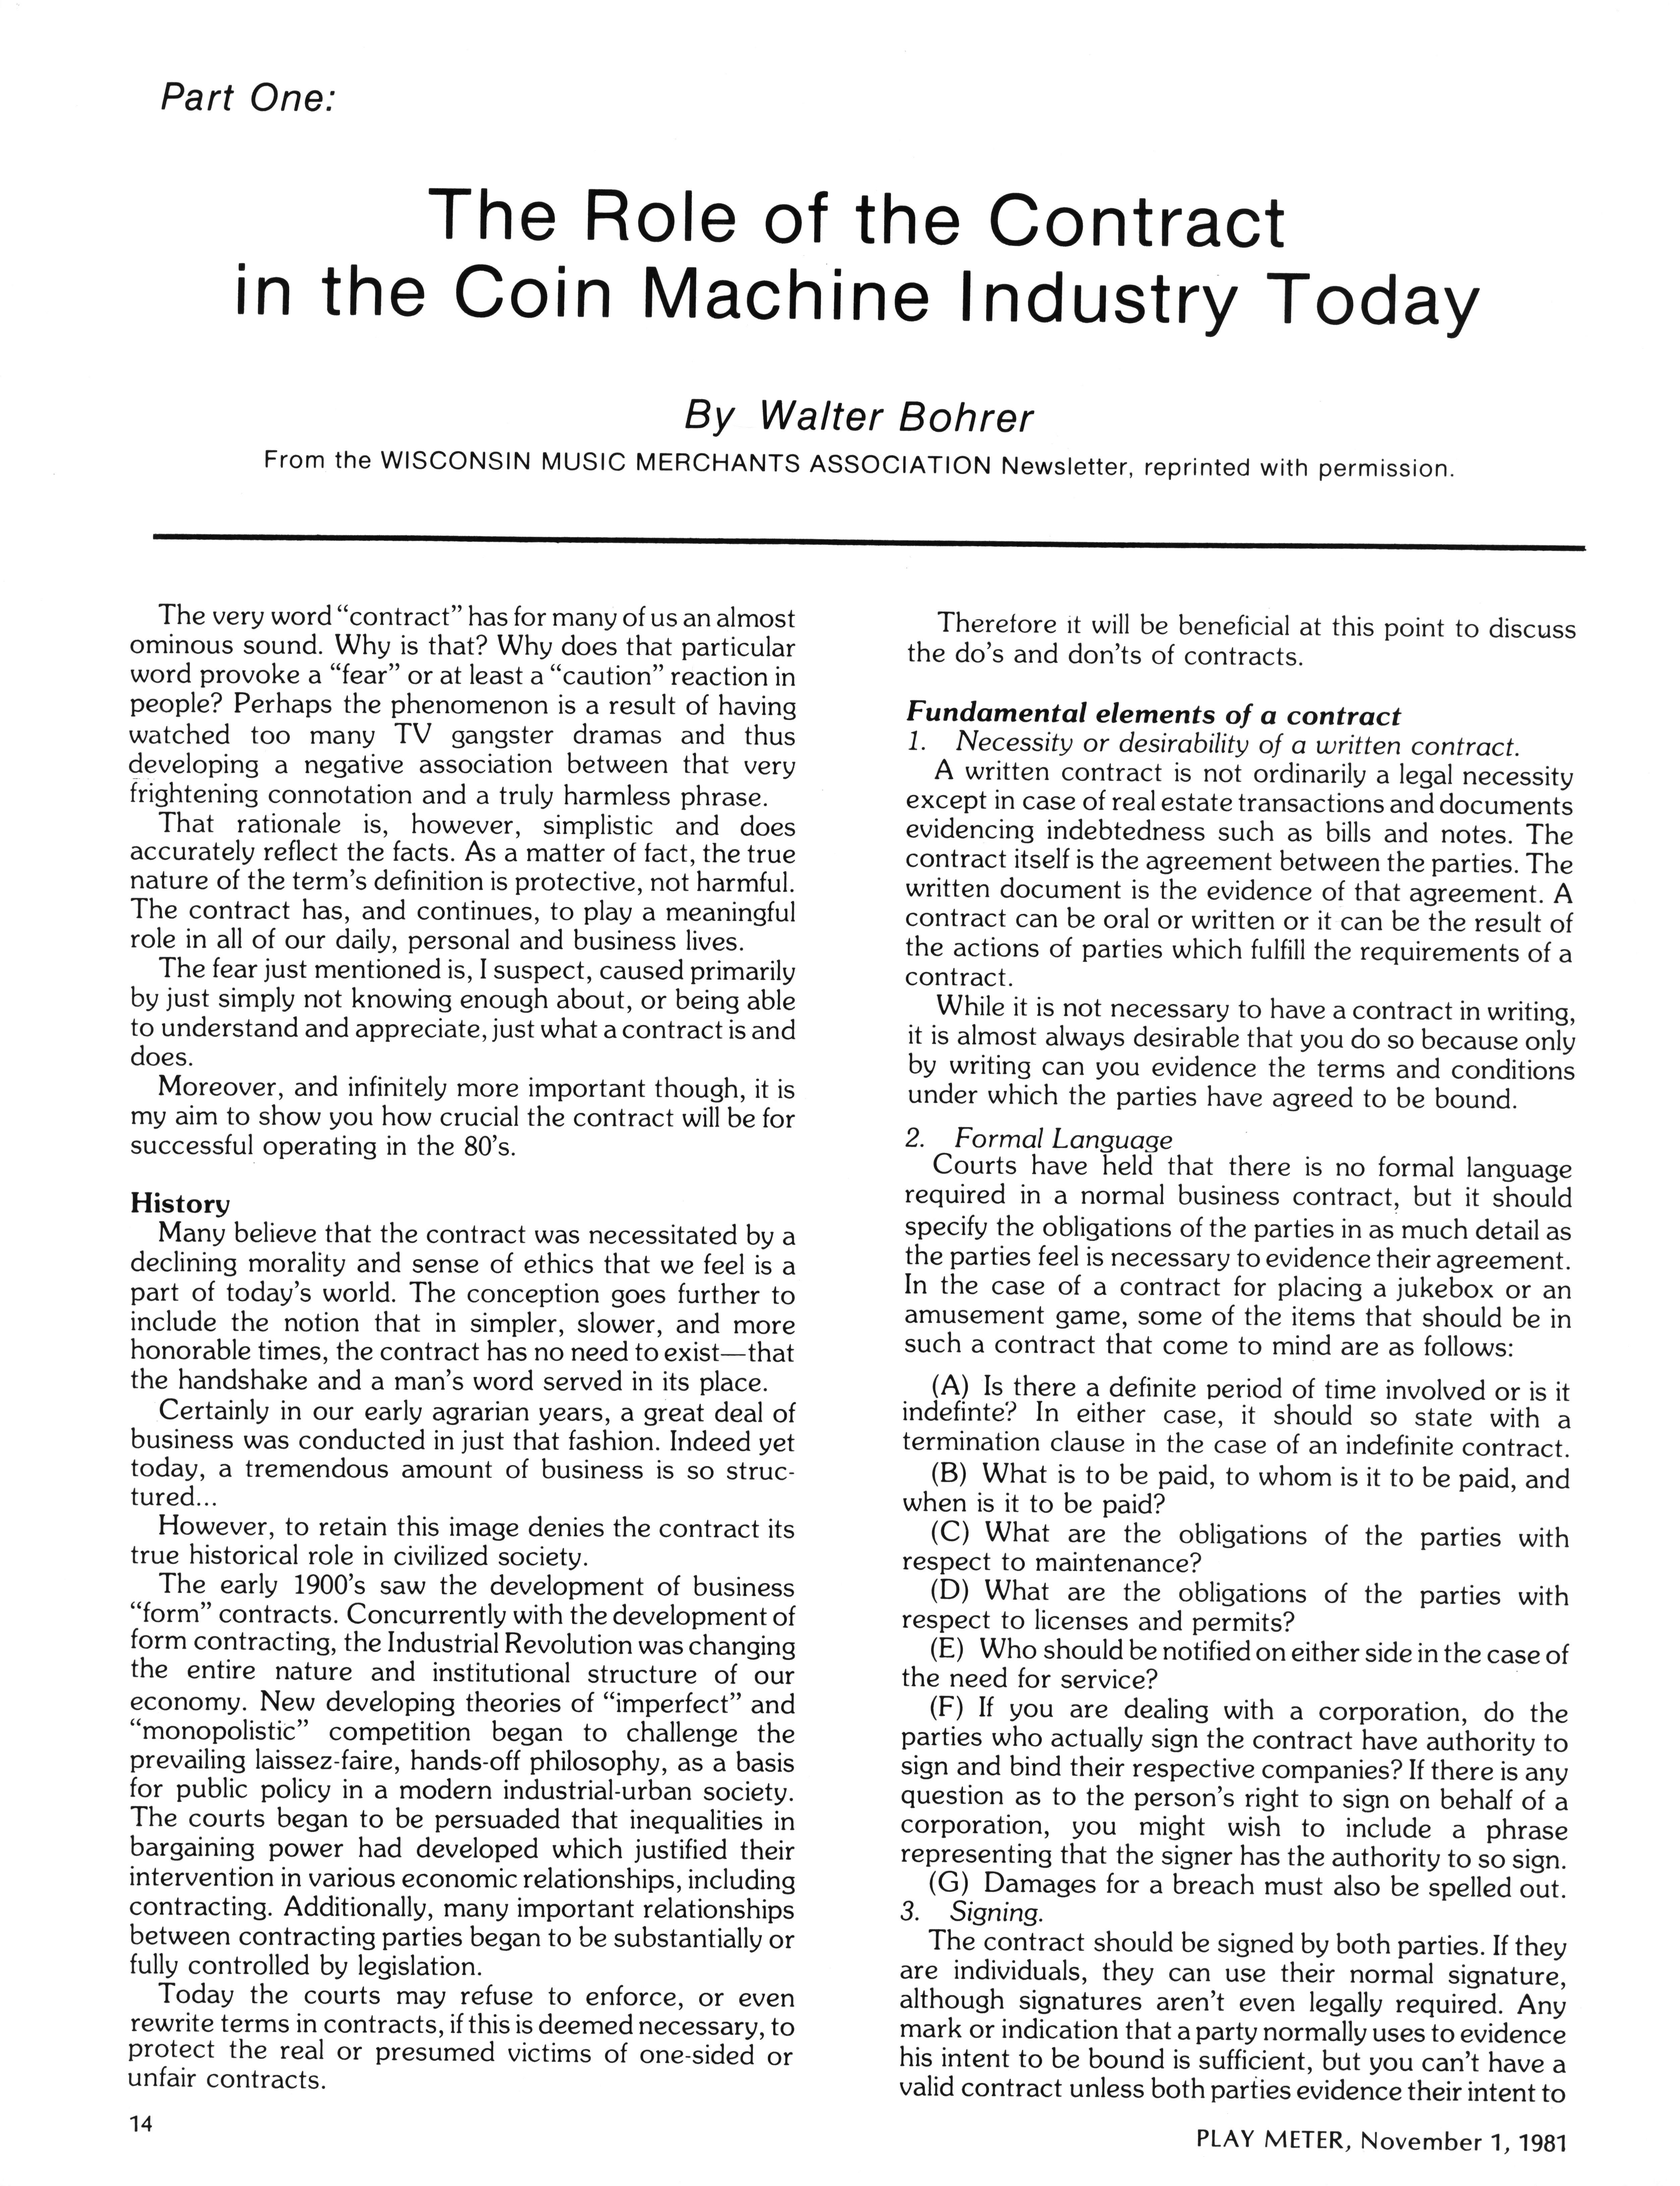 Part One:
The Role of the Contract
in the Coin Machine Industry Today
By Walter Bohrer
From the WISCONSIN MUSIC MERCHANTS ASSOCIATION Newsletter, reprinted with permission.
The very word “contract” has for many of us an almost
ominous sound. Why is that? Why does that particular
word provoke a “fear” or at least a “caution” reaction in
people? Perhaps the phenomenon is a result of having
watched too many TV gangster dramas and thus
developing a negative association between that very
frightening connotation and a truly harmless phrase.
That rationale is, however, simplistic and does
accurately reflect the facts. As a matter of fact, the true
nature of the term's definition is protective, not harmful.
The contract has, and continues, to play a meaningful
role in all of our daily, personal and business lives.
The fear just mentioned is, I suspect, caused primarily
by just simply not knowing enough about, or being able
to understand and appreciate, just what a contract is and
does.
Moreover, and infinitely more important though, it is
my aim to show you how crucial the contract will be for
successful operating in the 80's.
History
Many believe that the contract was necessitated by a
declining morality and sense of ethics that we feel is a
part of today's world. The conception goes further to
include the notion that in simpler, slower, and more
honorable times, the contract has no need to exist—that
the handshake and a man's word served in its place.
Certainly in our early agrarian years, a great deal of
business was conducted in just that fashion. Indeed yet
today, a tremendous amount of business is so struc-
tured...
However, to retain this image denies the contract its
true historical role in civilized society.
The early 1900's saw the development of business
“form” contracts. Concurrently with the development of
form contracting, the Industrial Revolution was changing
the entire nature and institutional structure of our
economy. New developing theories of “imperfect” and
“monopolistic” competition began to challenge the
prevailing laissez-faire, hands-off philosophy, as a basis
for public policy in a modern industrial-urban society.
The courts began to be persuaded that inequalities in
bargaining power had developed which justified their
intervention in various economic relationships, including
contracting. Additionally, many important relationships
between contracting parties began to be substantially or
fully controlled by legislation.
Today the courts may refuse to enforce, or even
rewrite terms in contracts, if this is deemed necessary, to
protect the real or presumed victims of one-sided or
unfair contracts.
Therefore it will be beneficial at this point to discuss
the do's and don'ts of contracts.
Fundamental elements of a contract
1. Necessity or desirability of a written contract.
A written contract is not ordinarily a legal necessity
except in case of real estate transactions and documents
evidencing indebtedness such as bills and notes. The
contract itself is the agreement between the parties. The
written document is the evidence of that agreement. A
contract can be oral or written or it can be the result of
the actions of parties which fulfill the requirements of a
contract.
While it is not necessary to have a contract in writing,
it is almost always desirable that you do so because only
by writing can you evidence the terms and conditions
under which the parties have agreed to be bound.
2. Formal Language
Courts have held that there is no formal language
required in a normal business contract, but it should
specify the obligations of the parties in as much detail as
the parties feel is necessary to evidence their agreement.
In the case of a contract for placing a jukebox or an
amusement game, some of the items that should be in
such a contract that come to mind are as follows:
(A) Is there a definite period of time involved or is it
indefinte? In either case, it should so state with a
termination clause in the case of an indefinite contract.
(B) What is to be paid, to whom is it to be paid, and
when is it to be paid?
(C) What are the obligations of the parties with
respect to maintenance?
(D) What are the obligations of the parties with
respect to licenses and permits?
(E) Who should be notified on either side in the case of
the need for service?
(F) If you are dealing with a corporation, do the
parties who actually sign the contract have authority to
sign and bind their respective companies? If there is any
question as to the person's right to sign on behalf of a
corporation, you might wish to include a phrase
representing that the signer has the authority to so sign.
(G) Damages for a breach must also be spelled out.
3. Signing.
The contract should be signed by both parties. If they
are individuals, they can use their normal signature,
although signatures aren't even legally required. Any
mark or indication that a party normally uses to evidence
his intent to be bound is sufficient, but you can't have a
valid contract unless both parties evidence their intent to
14
PLAY METER, November 1, 1981